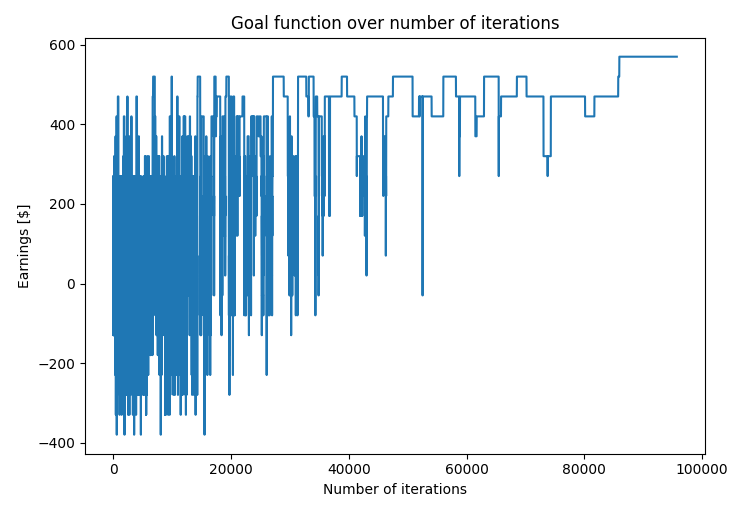 Goal function over number of iterations
600
400
200
0
−200
−400
Earnings [$]
0 20000 40000 60000 80000 100000
Number of iterations